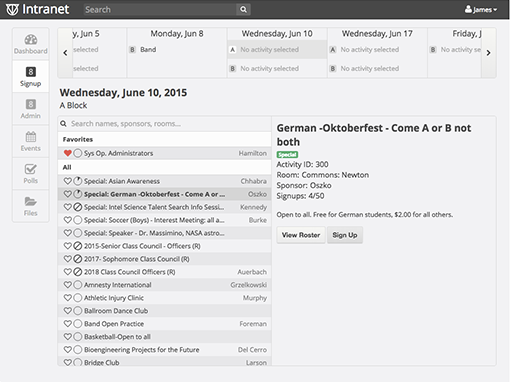 Intranet
Search
James
Dashboard
8
Signup
8
Admin
Events
Polls
Files
y, Jun 5
selected
selected
Monday, Jun 8
B Band
Wednesday, Jun 10
A No activity selected
B No activity selected
Wednesday, Jun 17
B No activity selected
B No activity selected
Friday, J
A No activ
B No activ
Wednesday, June 10, 2015
A Block
Search names, sponsors, rooms...
Favorites
Sys Op. Administrators Hamilton
All
Special: Asian Awareness Chhabra
Special: German -Oktoberfest - Come A or ... Oszko
Special: Intel Science Talent Search Info Sessi... Kennedy
Special: Soccer (Boys) - Interest Meeting: all a... Burke
Special: Speaker - Dr. Massimino, NASA astro...
2015-Senior Class Council - Officers (R)
2017- Sophomore Class Council (R)
2018 Class Council Officers (R) Auerbach
Amnesty International Grzelkowski
Athletic Injury Clinic Murphy
Ballroom Dance Club
Band Open Practice Foreman
Basketball-Open to all
Bioengineering Projects for the Future Del Cerro
Bridge Club Larson
German -Oktoberfest - Come A or B not
both
Special
Activity ID: 300
Room: Commons: Newton
Sponsor: Oszko
Signups: 4/50
Open to all. Free for German students, $2.00 for all others.
View Roster
Sign Up